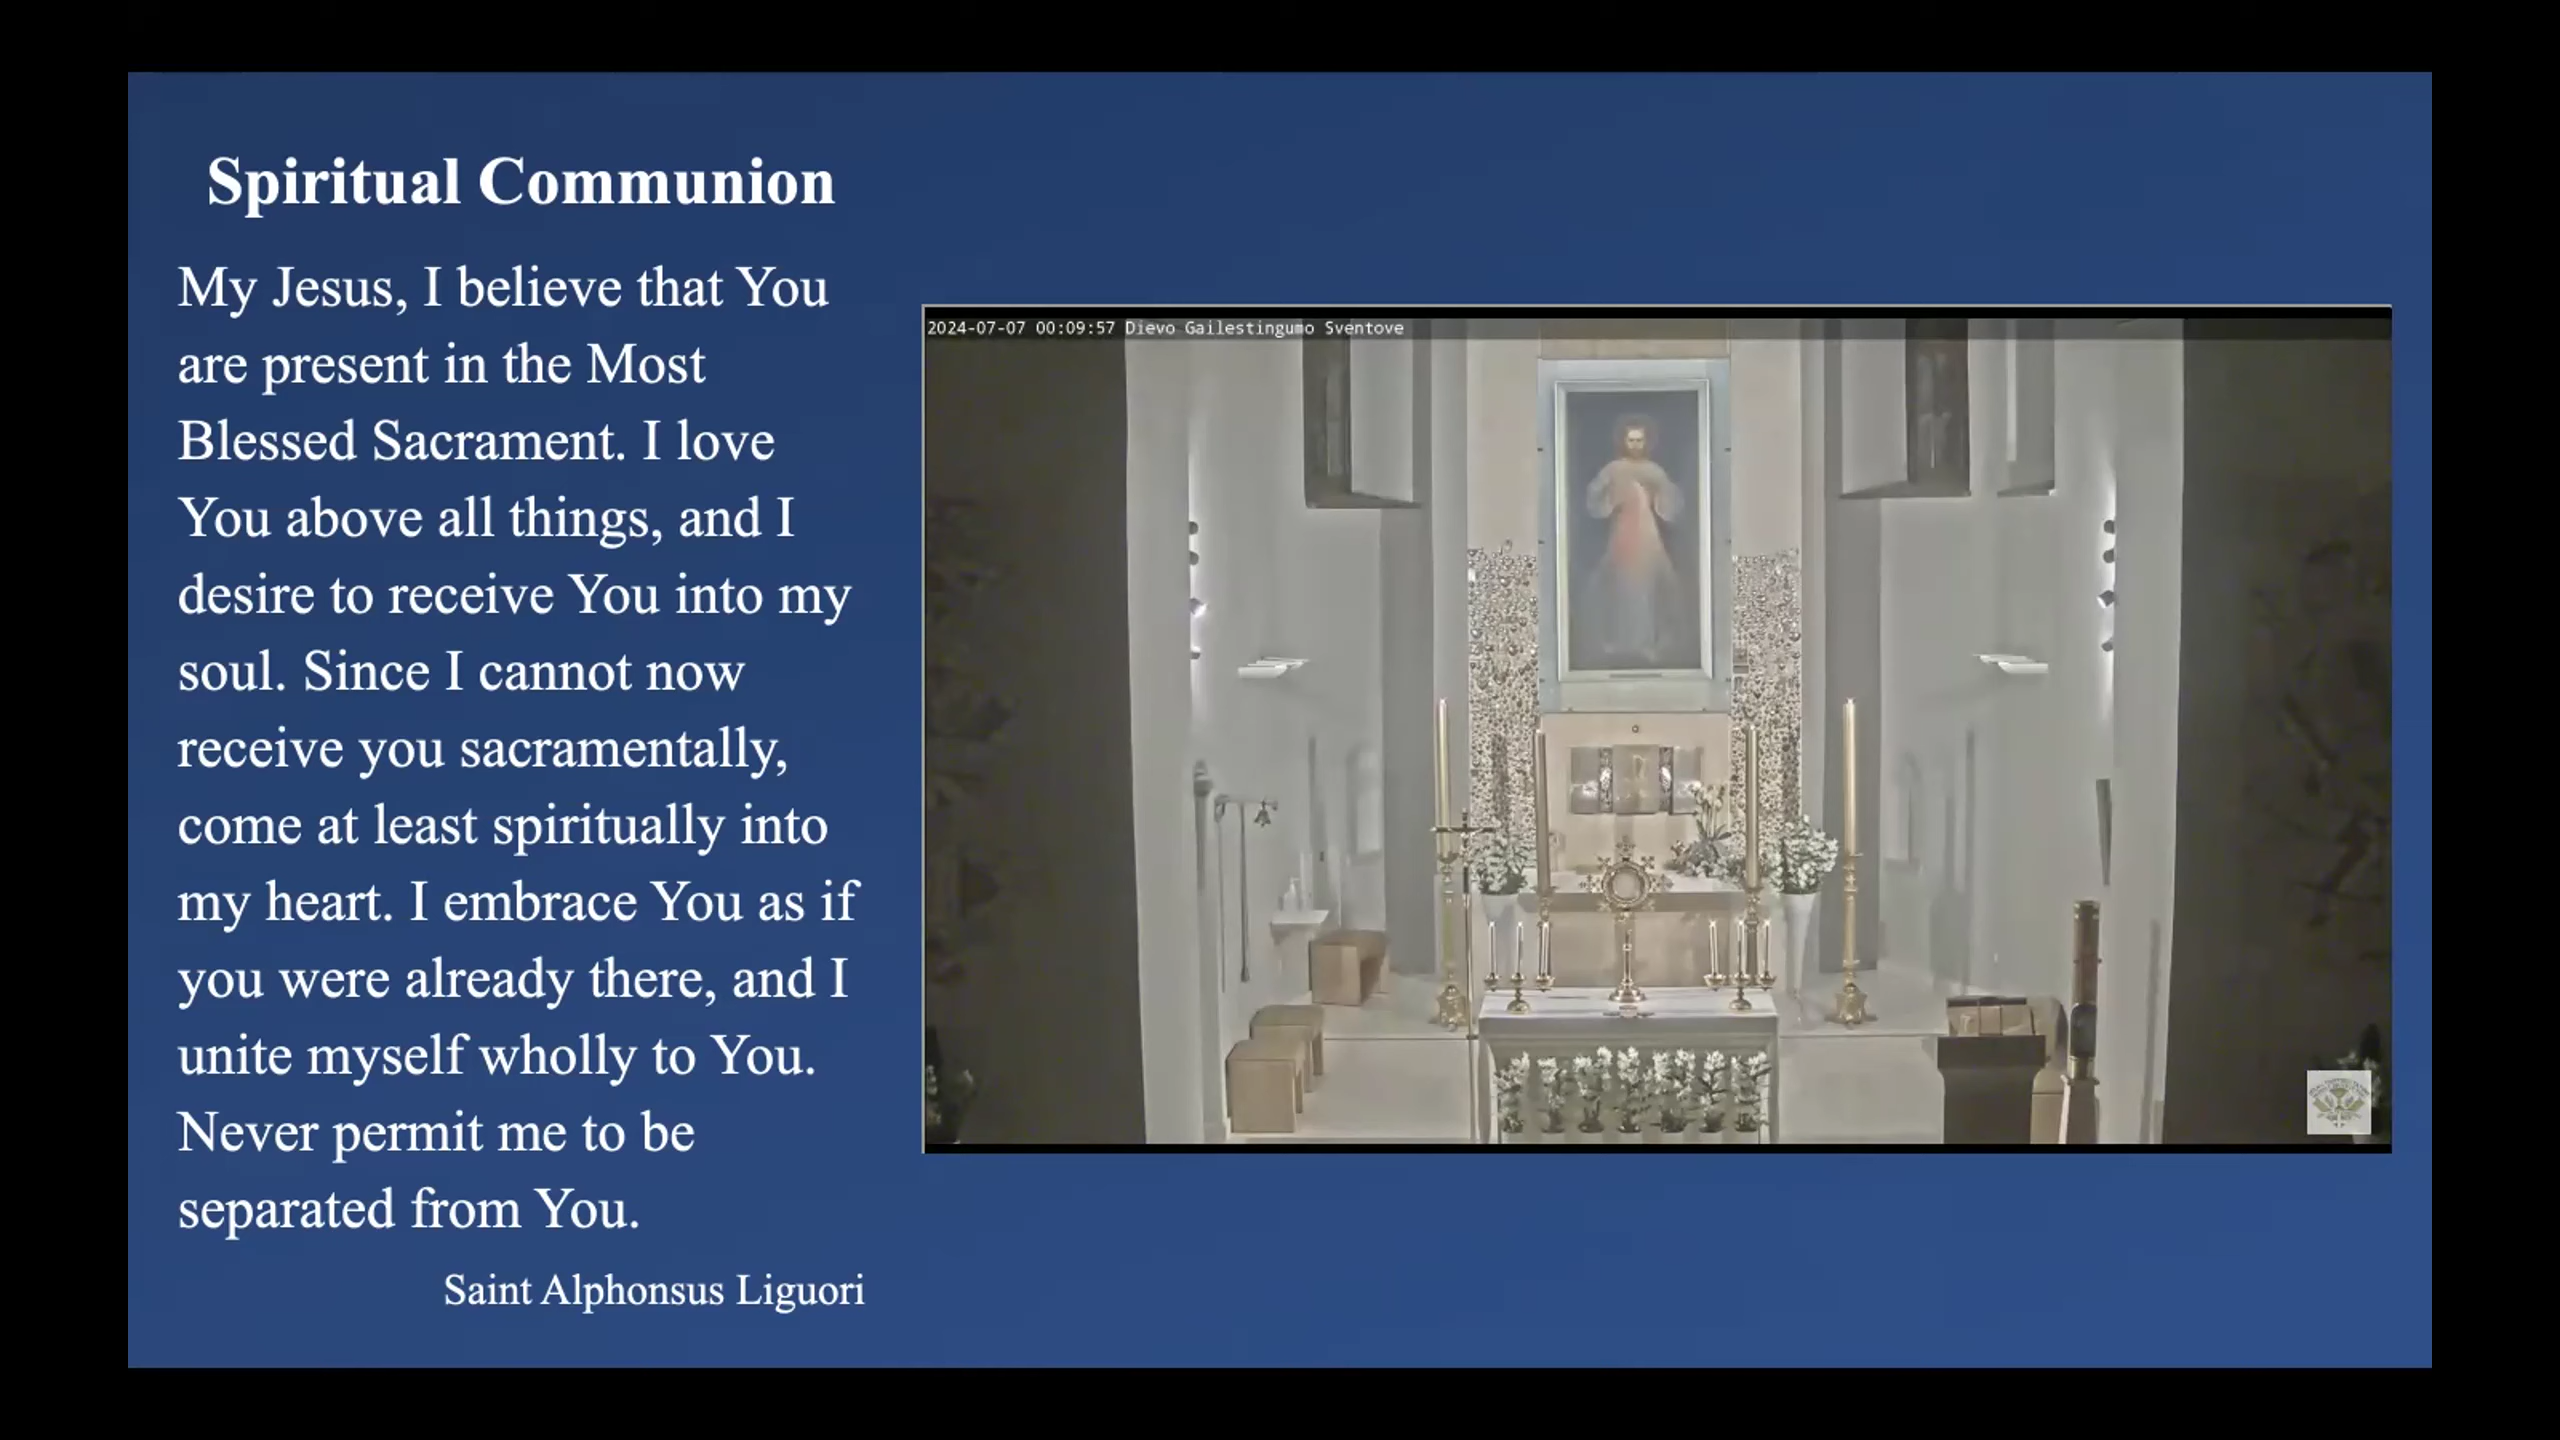 Spiritual Communion
My Jesus, I believe that You
are present in the Most
Blessed Sacrament. I love
You above all things, and I
desire to receive You into my
soul. Since I cannot now
receive you sacramentally,
come at least spiritually into
my heart. I embrace You as if
you were already there, and I
unite myself wholly to You.
Never permit me to be
separated from You.
Saint Alphonsus Liguori
2024-07-07 00:09:57 Dievo Gailestingumo Sventove